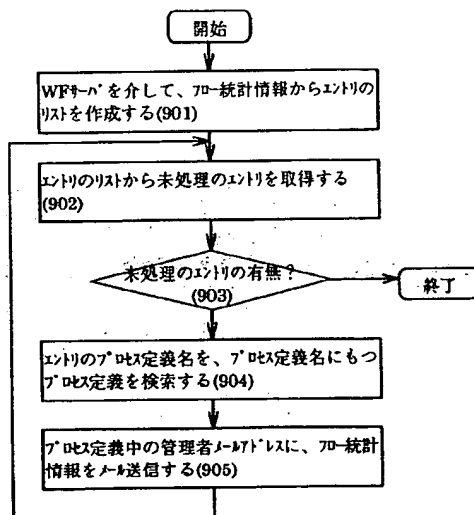 開始
WFｻｰﾊﾞを介して、ﾌﾛｰ統計情報からｴﾝﾄﾘの
ﾘｽﾄを作成する(901)
ｴﾝﾄﾘのﾘｽﾄから未処理のｴﾝﾄﾘを取得する
(902)
未処理のｴﾝﾄﾘの有無?
(903)
終了
ｴﾝﾄﾘのﾌﾟﾛｾｽ定義名を、ﾌﾟﾛｾｽ定義名にもつ
ﾌﾟﾛｾｽ定義を検索する(904)
ﾌﾟﾛｾｽ定義中の管理者ﾒｰﾙｱﾄﾞﾚｽに、ﾌﾛｰ統計
情報をﾒｰﾙ送信する(905)